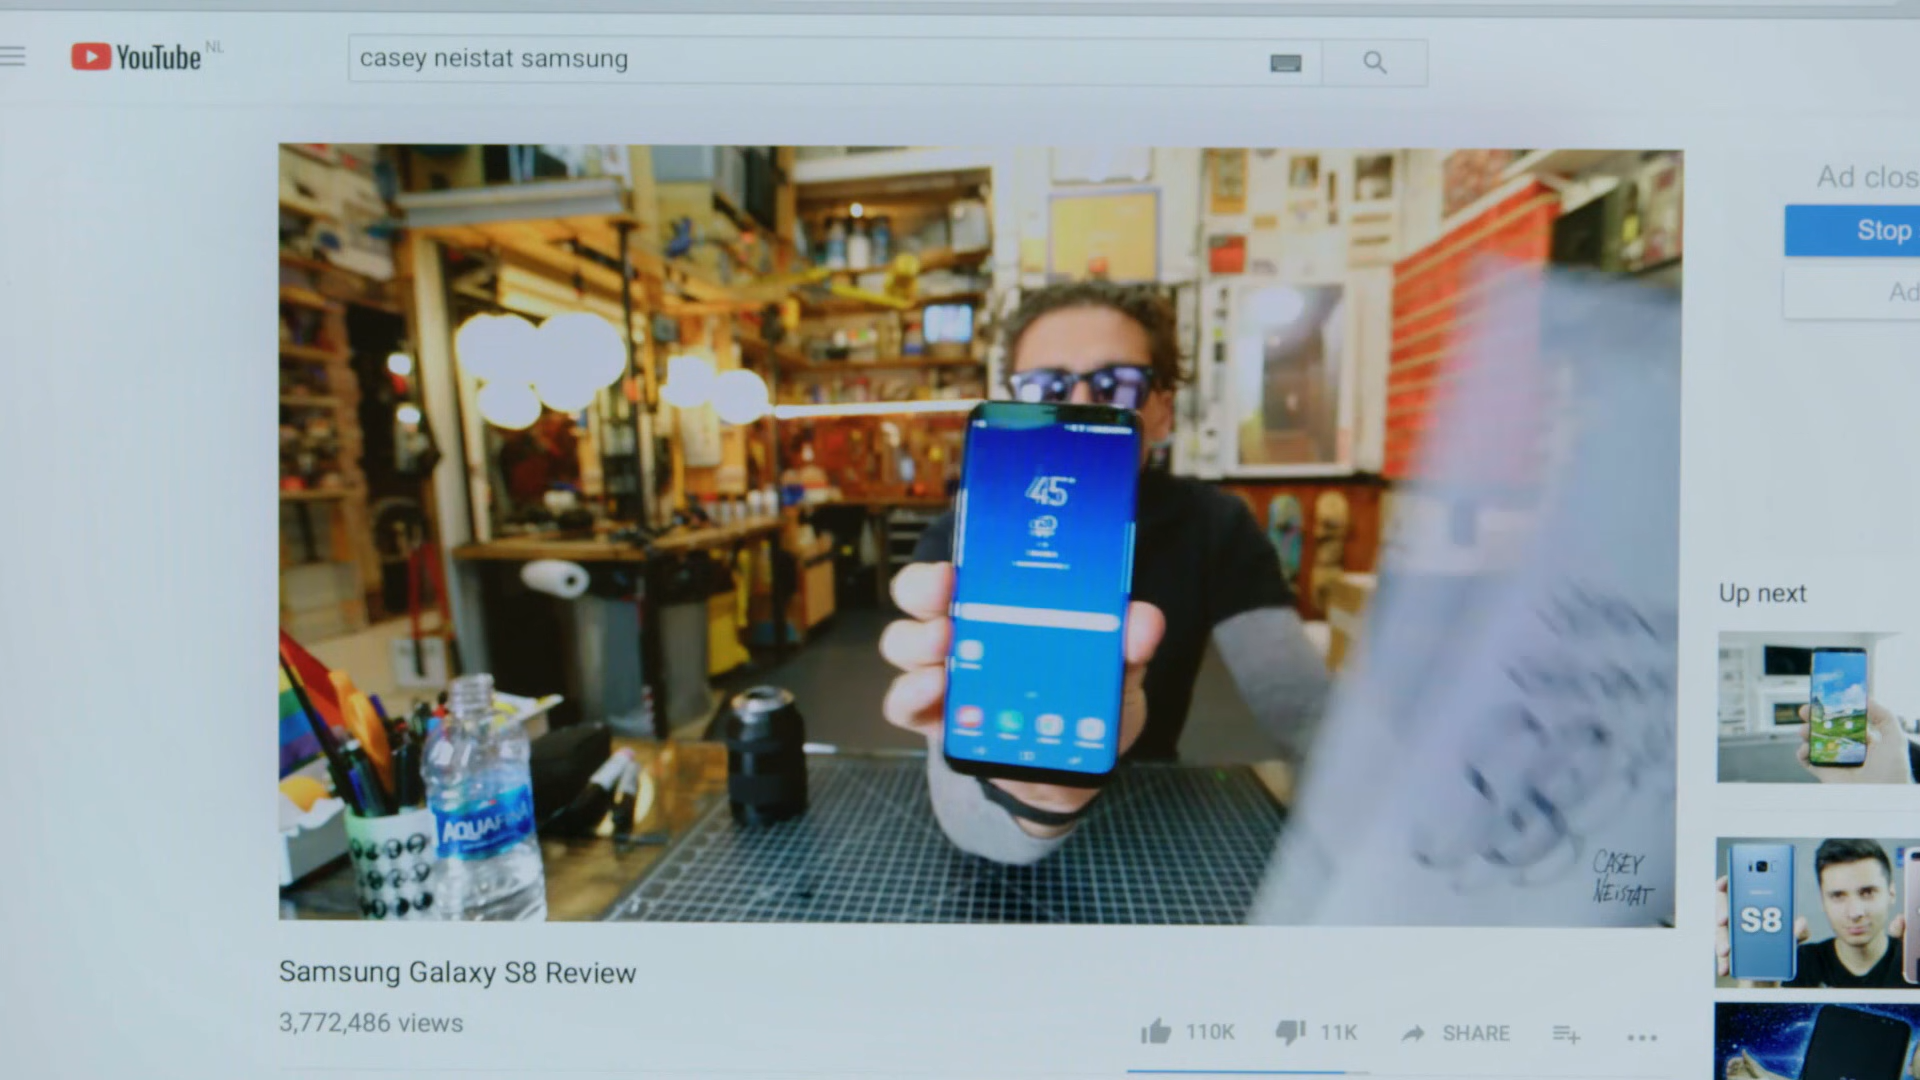 YouTube NL
casey neistat samsung
Ad clos
Stop
Ad
45°
AQUAFINA
CASEY
NEISTAT
Up next
S8
Samsung Galaxy S8 Review
3,772,486 views
110K
11K
SHARE